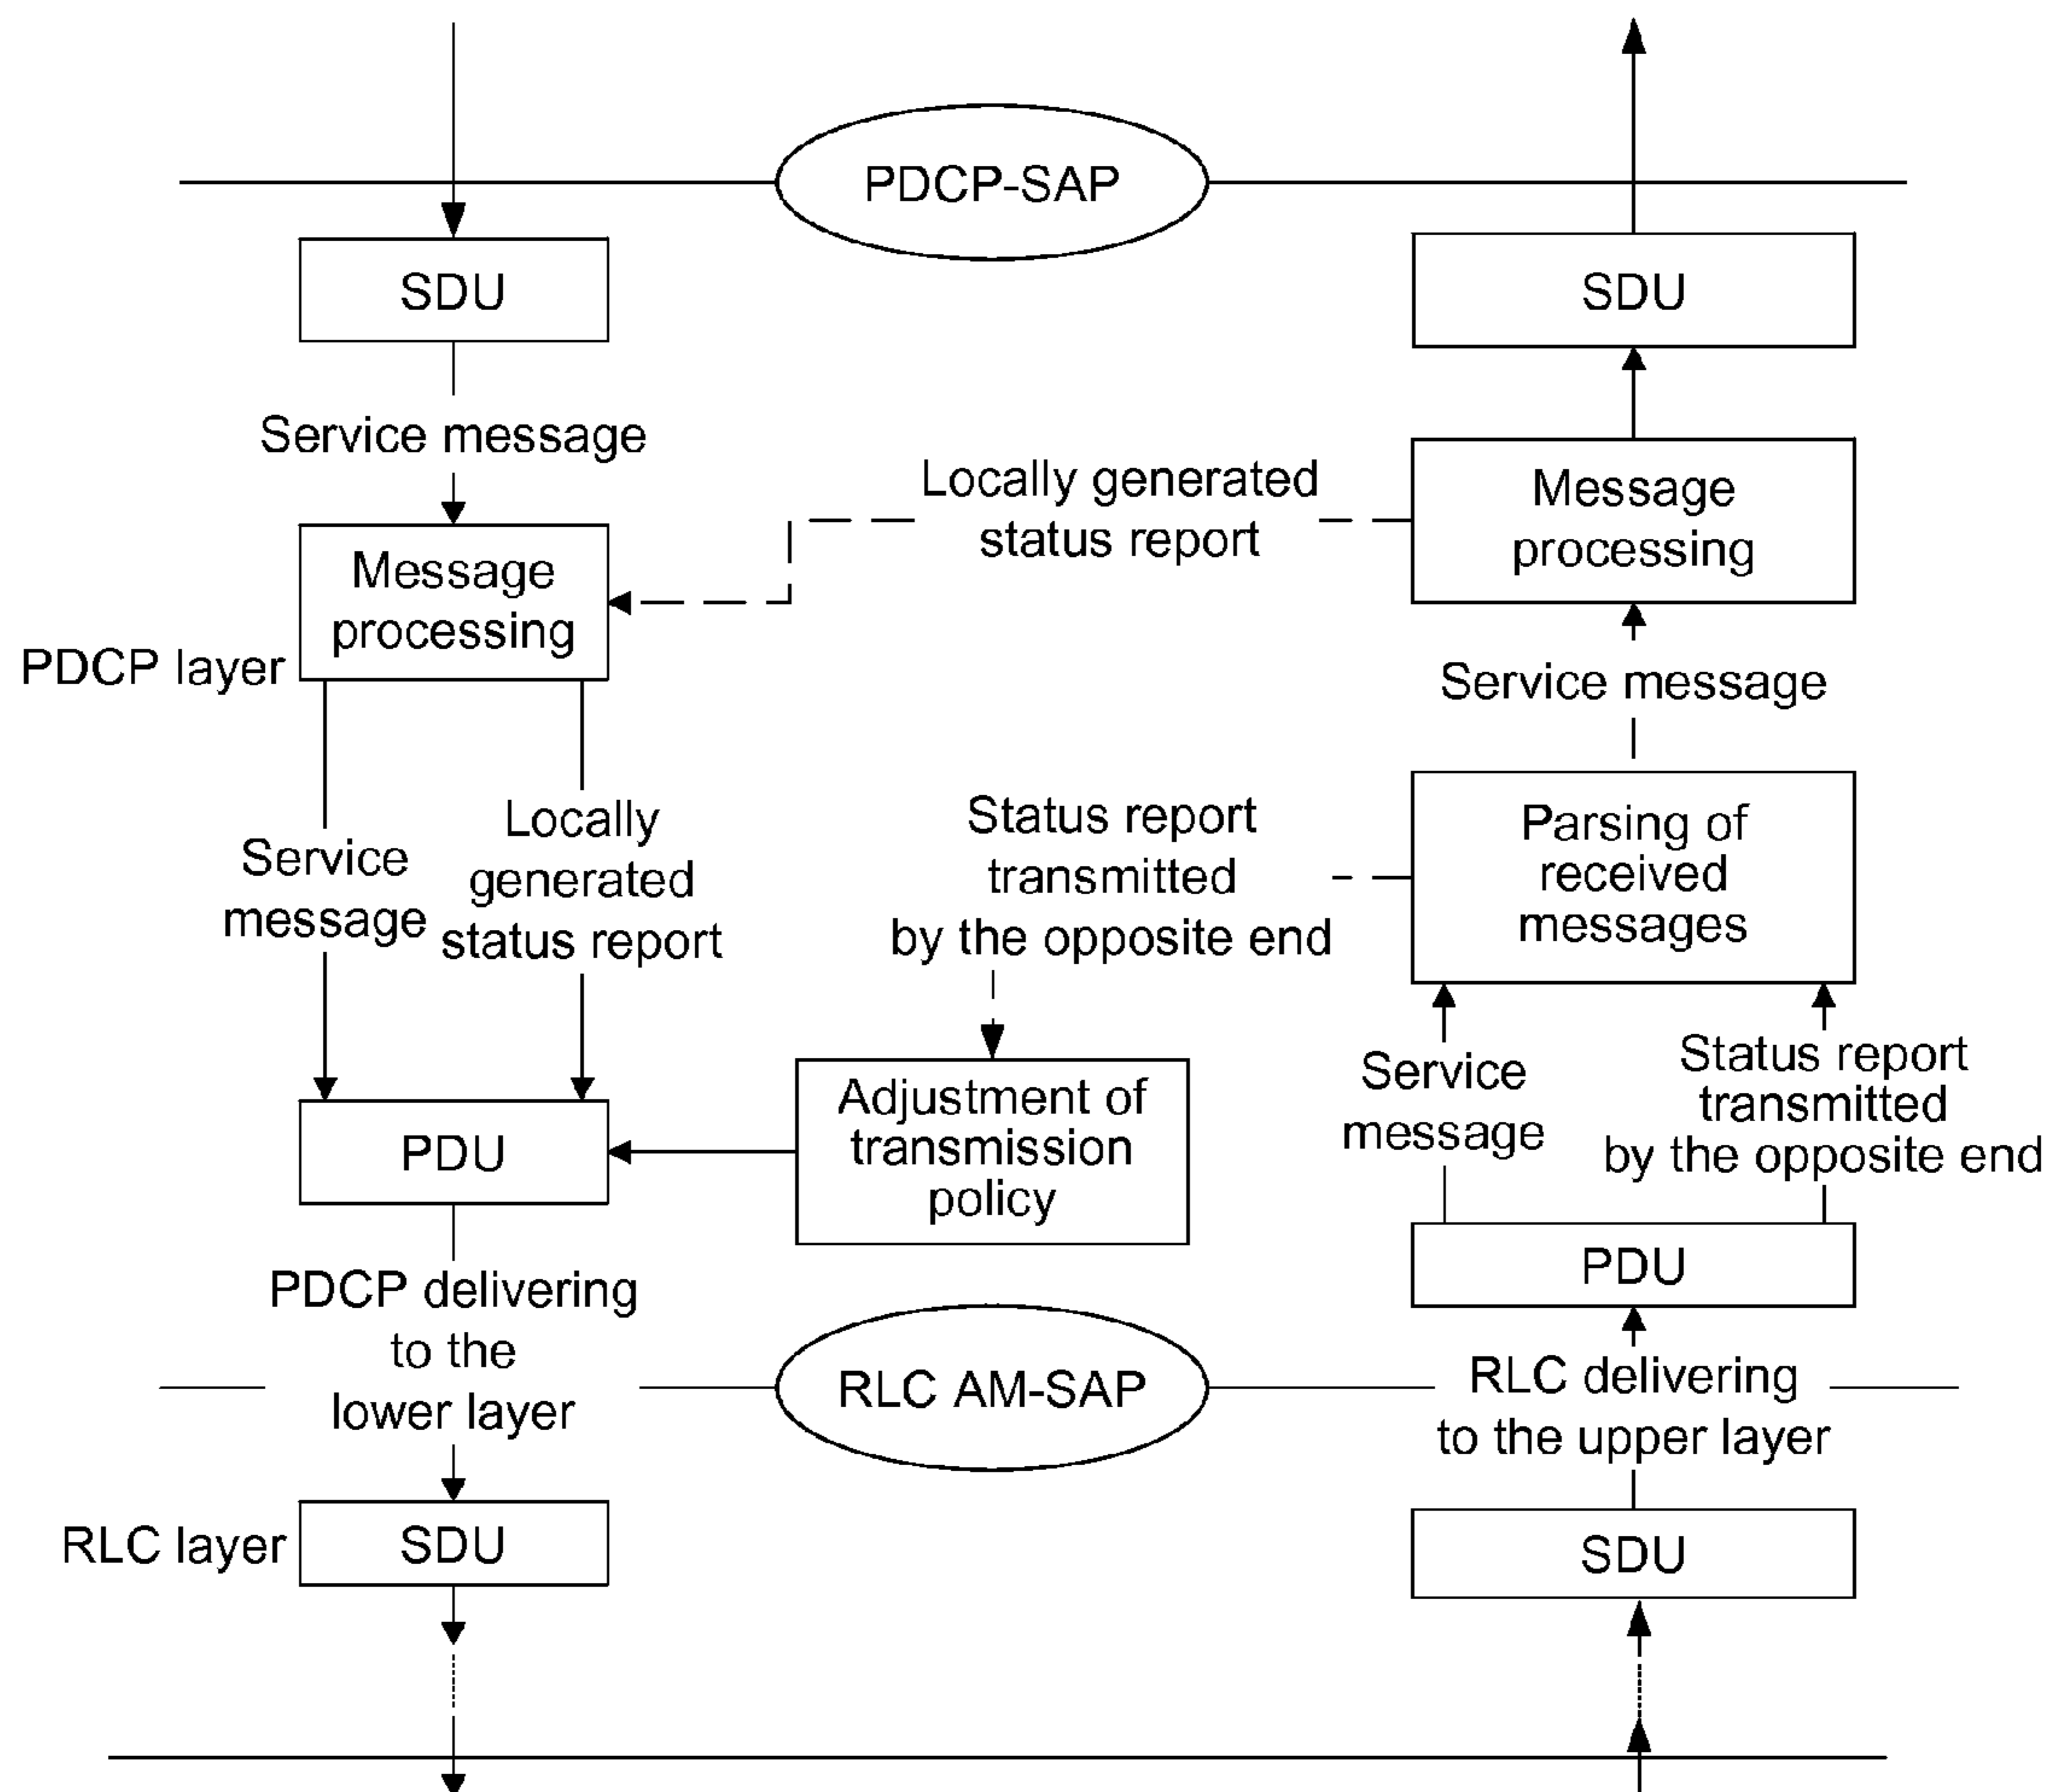 PDCP-SAP
SDU
SDU
Service message
Locally generated
status report
Message
processing
Message
processing
PDCP layer
Service message
Service
message
Locally
generated
status report
Status report
transmitted
by the opposite end
Parsing of
received
messages
Adjustment of
transmission
policy
Service
message
Status report
transmitted
by the opposite end
PDU
PDU
PDCP delivering
to the
lower layer
RLC AM-SAP
RLC delivering
to the upper layer
RLC layer
SDU
SDU